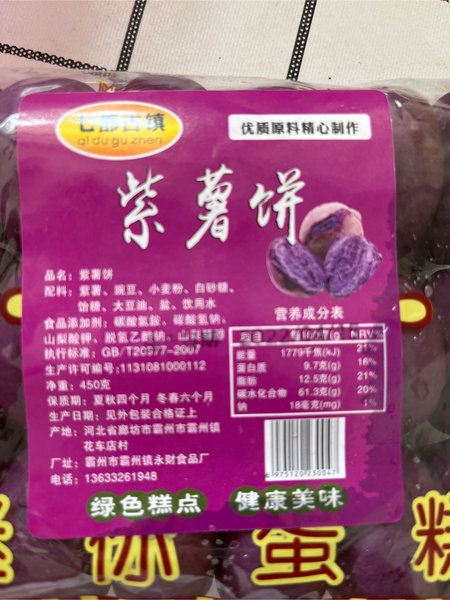 七都古镇
qi du gu zhen
优质原料精心制作
紫薯饼
品名：紫薯饼
配料：紫薯、豌豆、小麦粉、白砂糖、
饴糖、大豆油、盐、饮用水
食品添加剂：碳酸氢铵、碳酸氢钠、
山梨酸钾、脱氢乙酸钠、
执行标准：GB/T20977-2007
生产许可证编号：1131081000112
净重：450克
保质期：夏秋四个月 冬春六个月
生产日期：见外包装合格证上
产地：河北省廊坊市霸州市霸州镇
花车店村
厂址：霸州市霸州镇永财食品厂
电话：13633261948
营养成分表
项目 每100克 NRV%
能量 1779千焦(kJ) 21%
蛋白质 9.7克(g) 16%
脂肪 12.5克(g) 21%
碳水化合物 61.3克(g) 20%
钠 18毫克(mg) 1%
6975120230047
绿色糕点 健康美味
你蛋糕